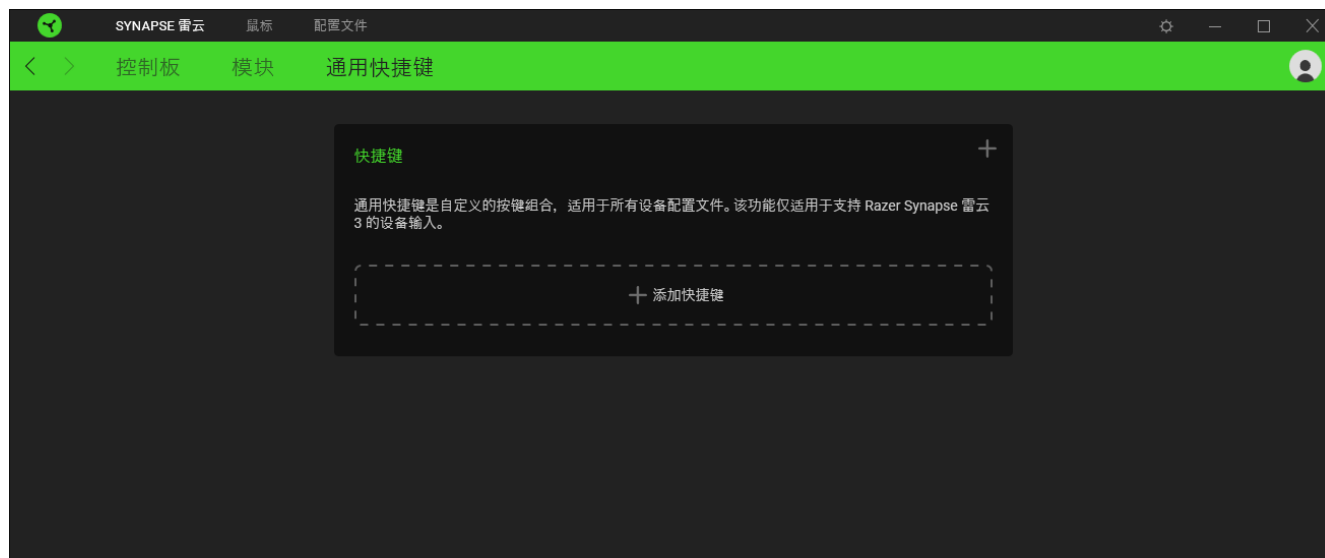 SYNAPSE 雷云 鼠标 配置文件
控制板 模块 通用快捷键
快捷键
通用快捷键是自定义的按键组合，适用于所有设备配置文件。该功能仅适用于支持 Razer Synapse 雷云
3 的设备输入。
添加快捷键